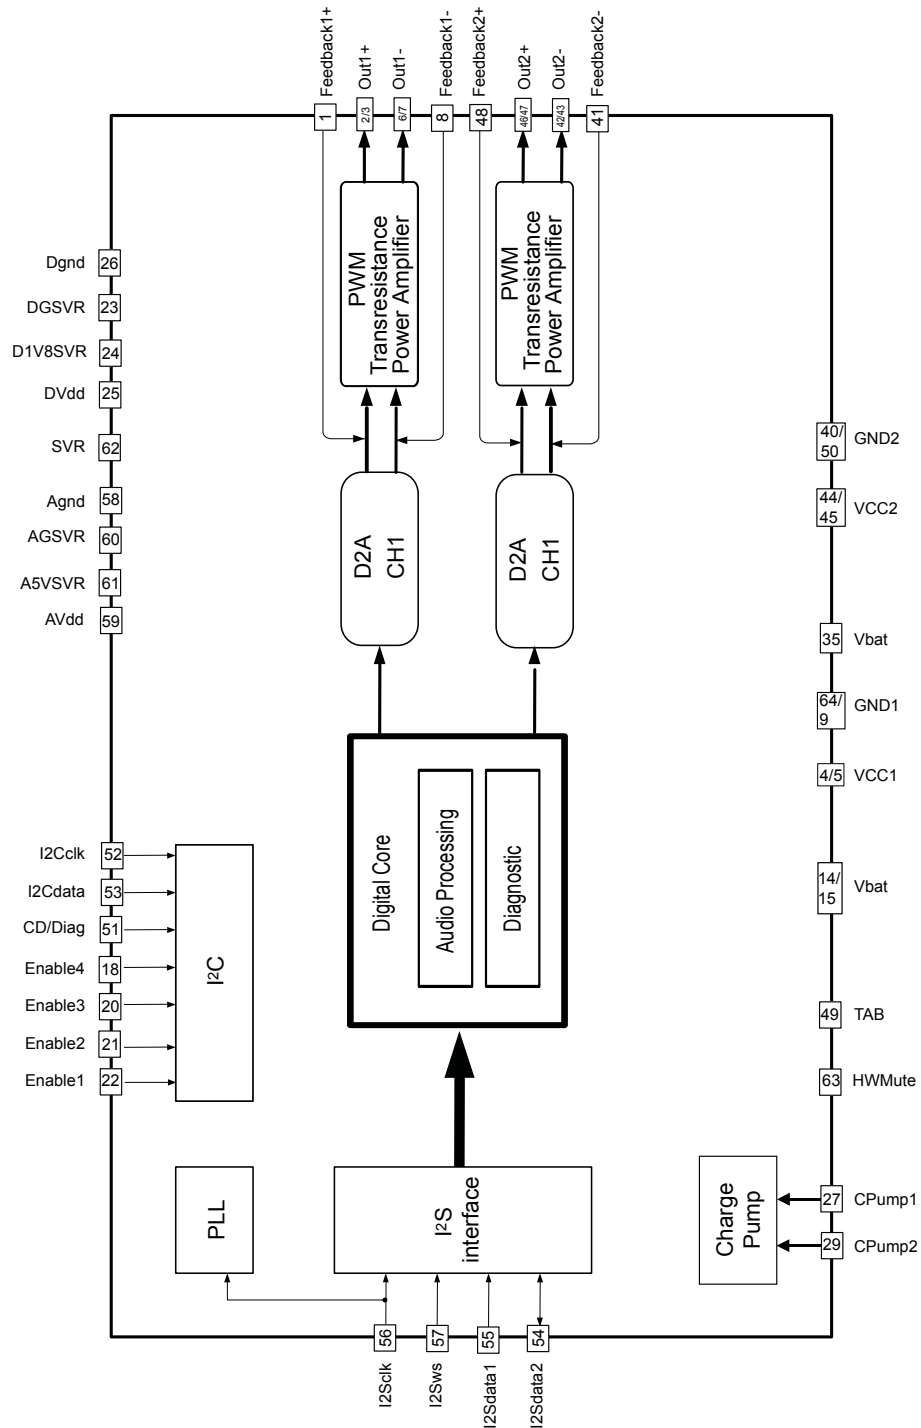 Feedback1+
Out1+
Out1-
Feedback1-
Feedback2+
Out2+
Out2-
Feedback2-
1
2/3
6/7
8
48
46/47
42/43
41
PWM
Transresistance
Power Amplifier
PWM
Transresistance
Power Amplifier
Dgnd 26
DGSVR 23
D1V8SVR 24
DVdd 25
SVR 62
Agnd 58
AGSVR 60
A5VSVR 61
AVdd 59
40/
50
GND2
44/
45
VCC2
35 Vbat
64/
9
GND1
4/5 VCC1
14/
15
Vbat
49 TAB
63 HWMute
27 CPump1
29 CPump2
D2A
CH1
D2A
CH1
Digital Core
Audio Processing
Diagnostic
I2Cclk 52
I2Cdata 53
CD/Diag 51
Enable4 18
Enable3 20
Enable2 21
Enable1 22
I²C
PLL
I²S
interface
Charge
Pump
56
57
55
54
I2Sclk
I2Sws
I2Sdata1
I2Sdata2